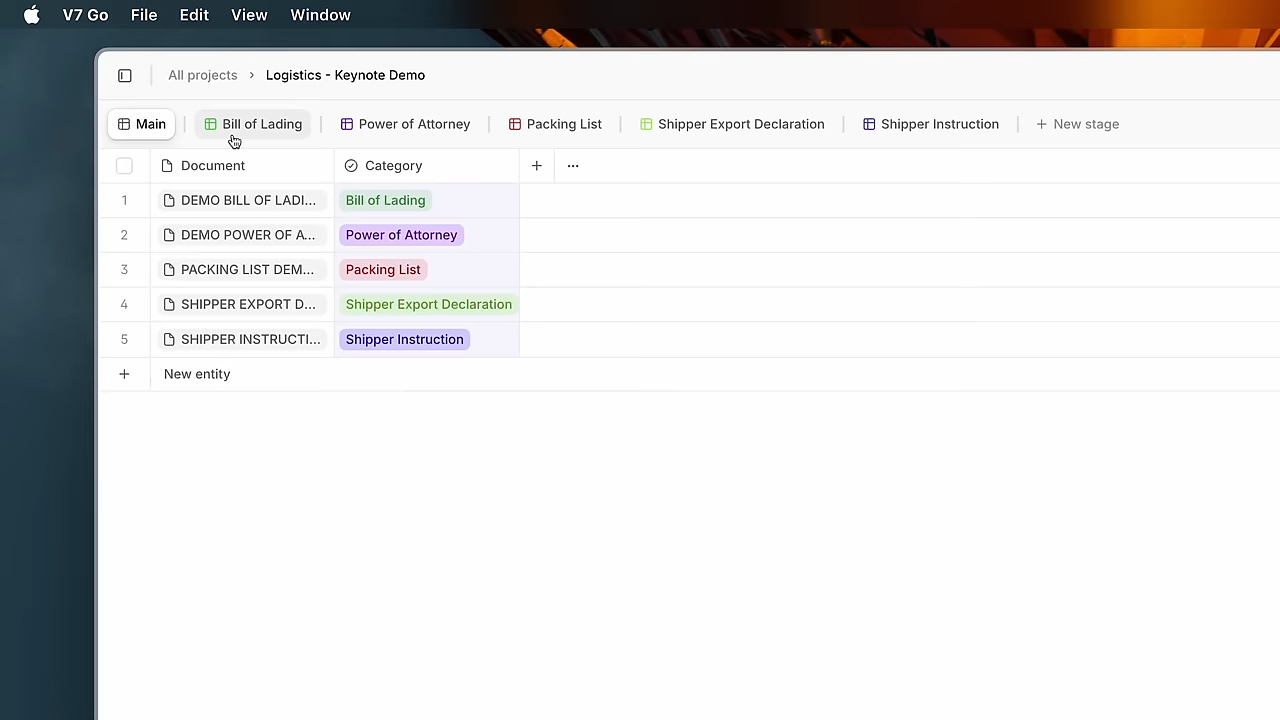 V7 Go File Edit View Window
All projects › Logistics - Keynote Demo
Main Bill of Lading Power of Attorney Packing List Shipper Export Declaration Shipper Instruction + New stage
Document Category + ...
1 DEMO BILL OF LADI... Bill of Lading
2 DEMO POWER OF A... Power of Attorney
3 PACKING LIST DEM... Packing List
4 SHIPPER EXPORT D... Shipper Export Declaration
5 SHIPPER INSTRUCTI... Shipper Instruction
+ New entity